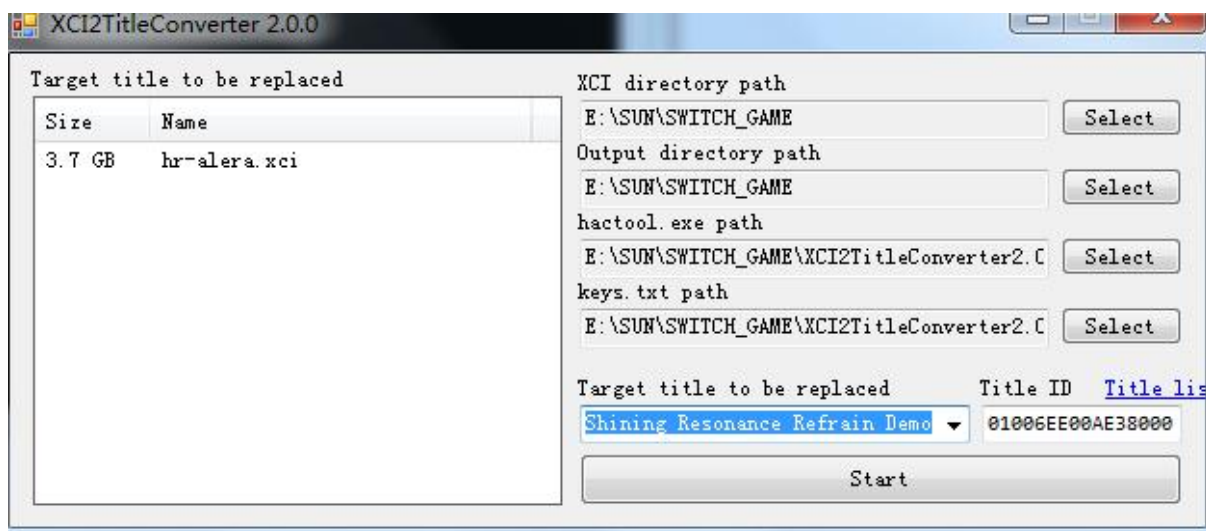 XCI2TitleConverter 2.0.0
Target title to be replaced
Size Name
3.7 GB hr-alera.xci
XCI directory path
E:\SUN\SWITCH_GAME Select
Output directory path
E:\SUN\SWITCH_GAME Select
hactool.exe path
E:\SUN\SWITCH_GAME\XCI2TitleConverter2.0 Select
keys.txt path
E:\SUN\SWITCH_GAME\XCI2TitleConverter2.0 Select
Target title to be replaced Title ID Title lis
Shining Resonance Refrain Demo 01006EE00AE38000
Start